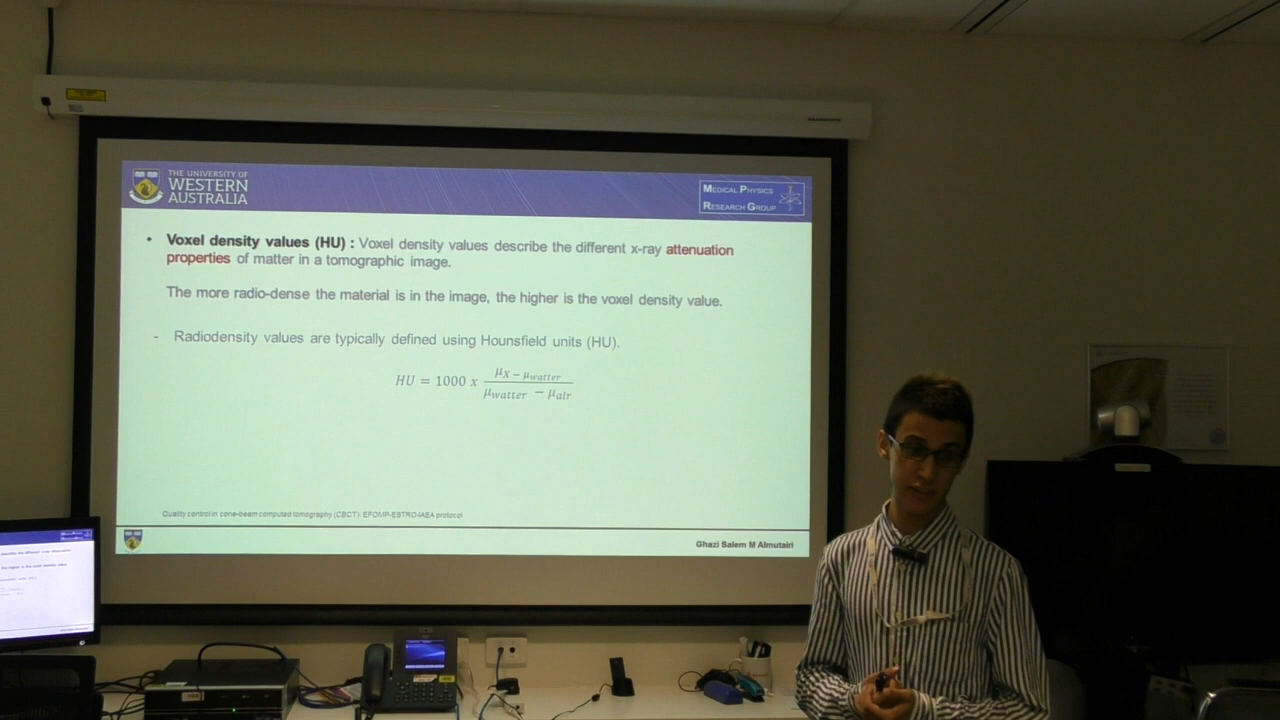 THE UNIVERSITY OF
WESTERN
AUSTRALIA
MEDICAL PHYSICS
RESEARCH GROUP
• Voxel density values (HU) : Voxel density values describe the different x-ray attenuation
properties of matter in a tomographic image.
The more radio-dense the material is in the image, the higher is the voxel density value.
- Radiodensity values are typically defined using Hounsfield units (HU).
HU = 1000 x (μx − μwatter) / (μwatter − μair)
Quality control in cone-beam computed tomography (CBCT): EFOMP-ESTRO-IAEA protocol
Ghazi Salem M Almutairi